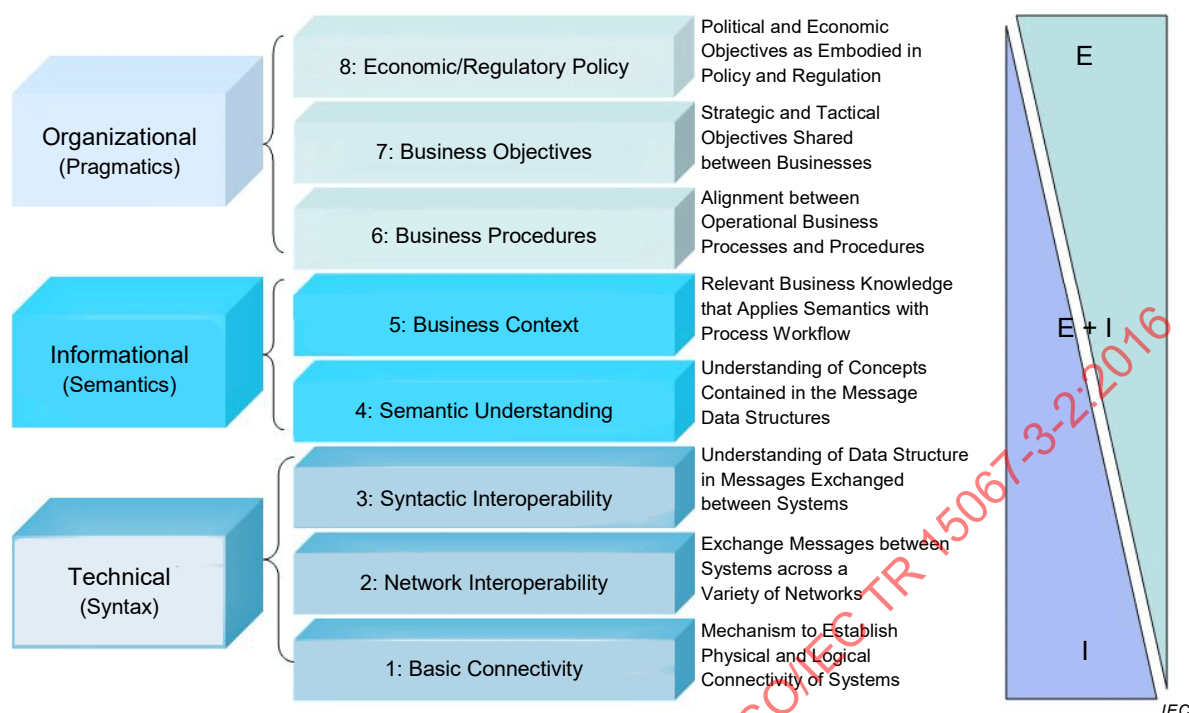 Organizational
(Pragmatics)
8: Economic/Regulatory Policy
Political and Economic
Objectives as Embodied in
Policy and Regulation
7: Business Objectives
Strategic and Tactical
Objectives Shared
between Businesses
6: Business Procedures
Alignment between
Operational Business
Processes and Procedures
Informational
(Semantics)
5: Business Context
Relevant Business Knowledge
that Applies Semantics with
Process Workflow
4: Semantic Understanding
Understanding of Concepts
Contained in the Message
Data Structures
Technical
(Syntax)
3: Syntactic Interoperability
Understanding of Data Structure
in Messages Exchanged
between Systems
2: Network Interoperability
Exchange Messages between
Systems across a
Variety of Networks
1: Basic Connectivity
Mechanism to Establish
Physical and Logical
Connectivity of Systems
E
E + I
I
IEC
SO/IEC TR 15067-3-2:2016